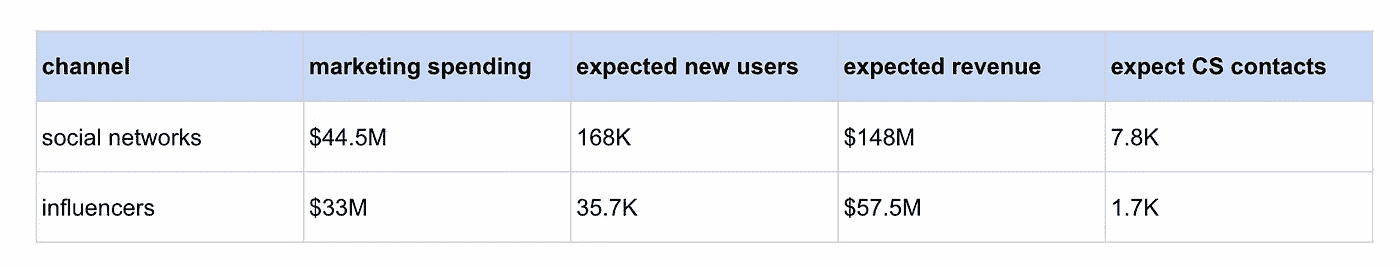 channel marketing spending expected new users expected revenue expect CS contacts
social networks $44.5M 168K $148M 7.8K
influencers $33M 35.7K $57.5M 1.7K